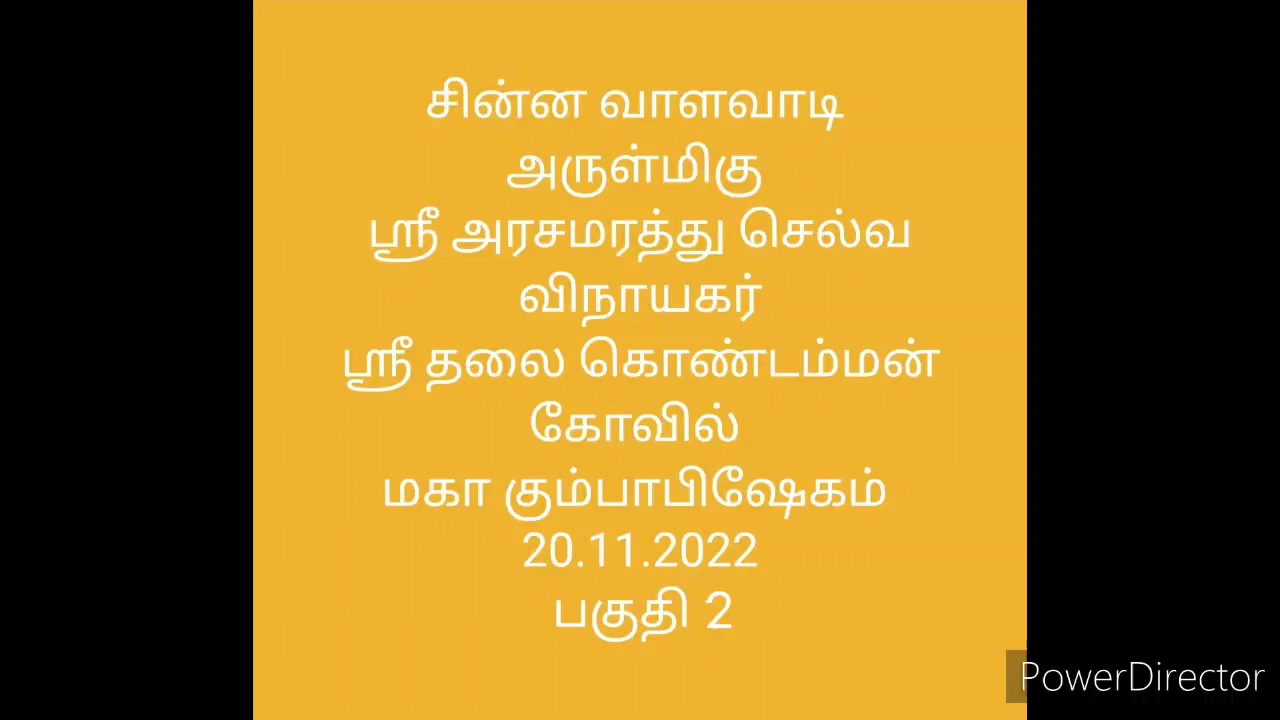 சின்ன வாளவாடி
அருள்மிகு
ஸ்ரீ அரசமரத்து செல்வ
விநாயகர்
ஸ்ரீ தலை கொண்டம்மன்
கோவில்
மகா கும்பாபிஷேகம்
20.11.2022
பகுதி 2
PowerDirector